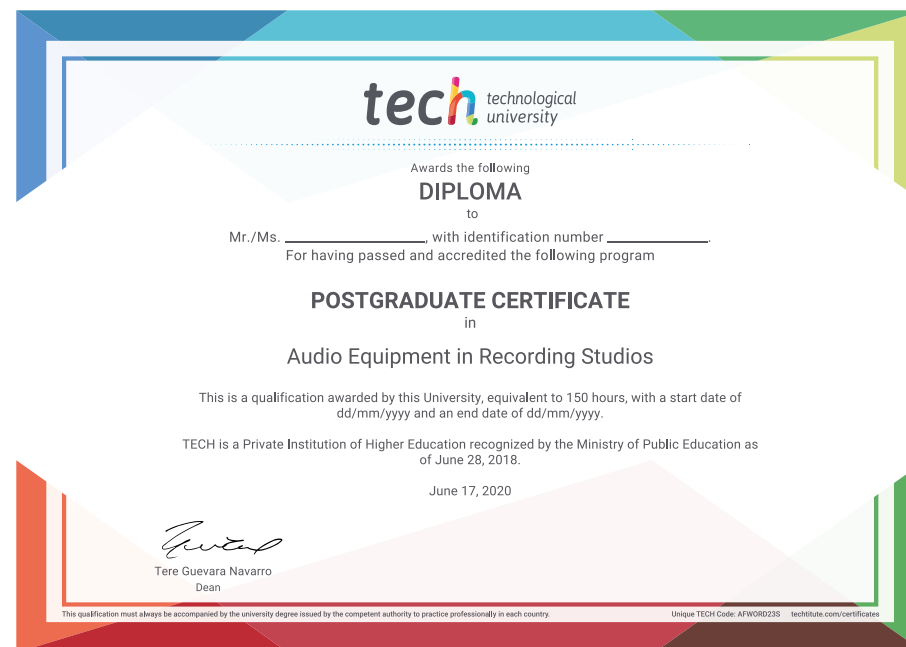 tech technological
university
Awards the following
DIPLOMA
to
Mr./Ms. ____________________, with identification number ______________.
For having passed and accredited the following program
POSTGRADUATE CERTIFICATE
in
Audio Equipment in Recording Studios
This is a qualification awarded by this University, equivalent to 150 hours, with a start date of
dd/mm/yyyy and an end date of dd/mm/yyyy.
TECH is a Private Institution of Higher Education recognized by the Ministry of Public Education as
of June 28, 2018.
June 17, 2020
Tere Guevara Navarro
Dean
This qualification must always be accompanied by the university degree issued by the competent authority to practice professionally in each country. Unique TECH Code: AFWORD23S techtitute.com/certificates